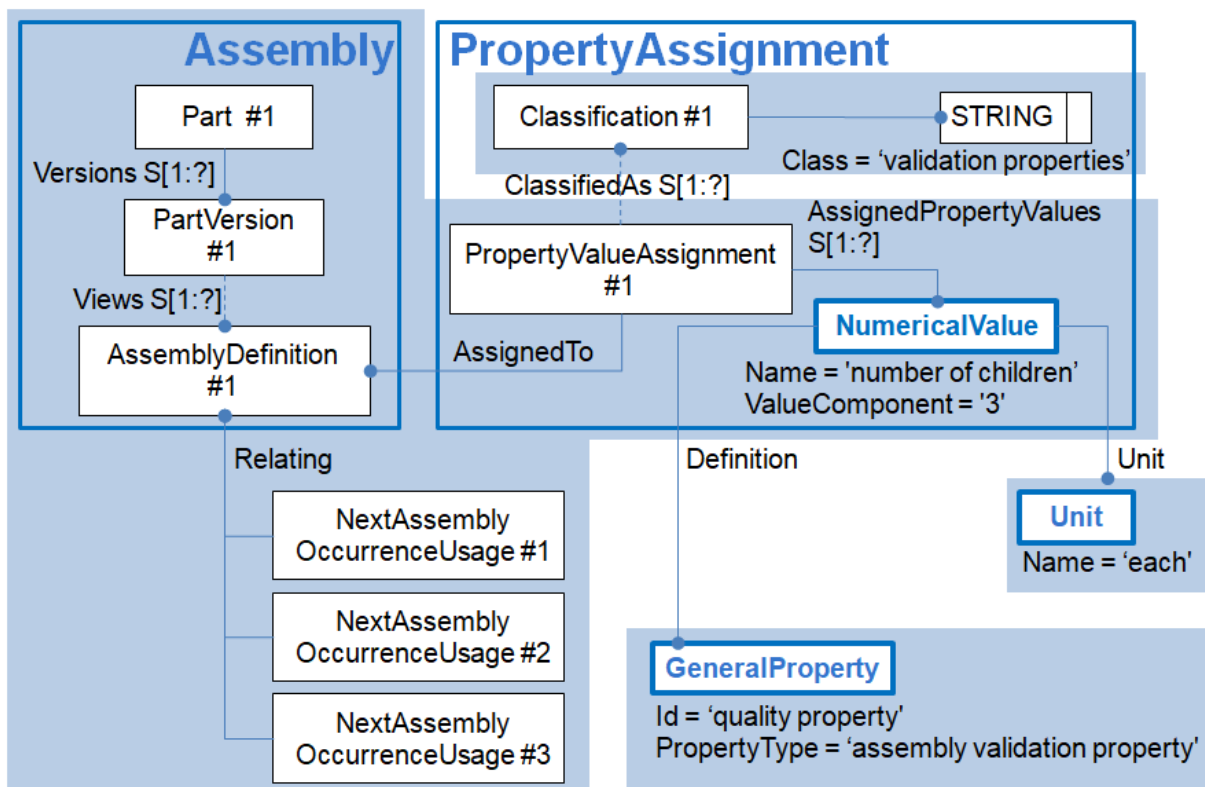 Assembly
Part #1
Versions S[1:?]
PartVersion
#1
Views S[1:?]
AssemblyDefinition
#1
Relating
NextAssembly
OccurrenceUsage #1
NextAssembly
OccurrenceUsage #2
NextAssembly
OccurrenceUsage #3
PropertyAssignment
Classification #1
STRING
Class = ‘validation properties’
ClassifiedAs S[1:?]
AssignedPropertyValues
S[1:?]
PropertyValueAssignment
#1
AssignedTo
NumericalValue
Name = 'number of children’
ValueComponent = '3'
Definition
Unit
Unit
Name = ‘each’
GeneralProperty
Id = ‘quality property’
PropertyType = ‘assembly validation property’